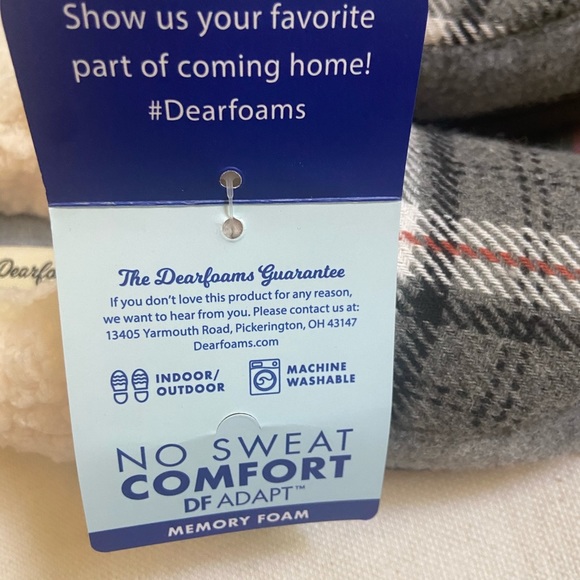 Show us your favorite
part of coming home!
#Dearfoams
The Dearfoams Guarantee
If you don't love this product for any reason,
we want to hear from you. Please contact us at:
13405 Yarmouth Road, Pickerington, OH 43147
Dearfoams.com
INDOOR/
OUTDOOR
MACHINE
WASHABLE
NO SWEAT
COMFORT
DF ADAPT™
MEMORY FOAM